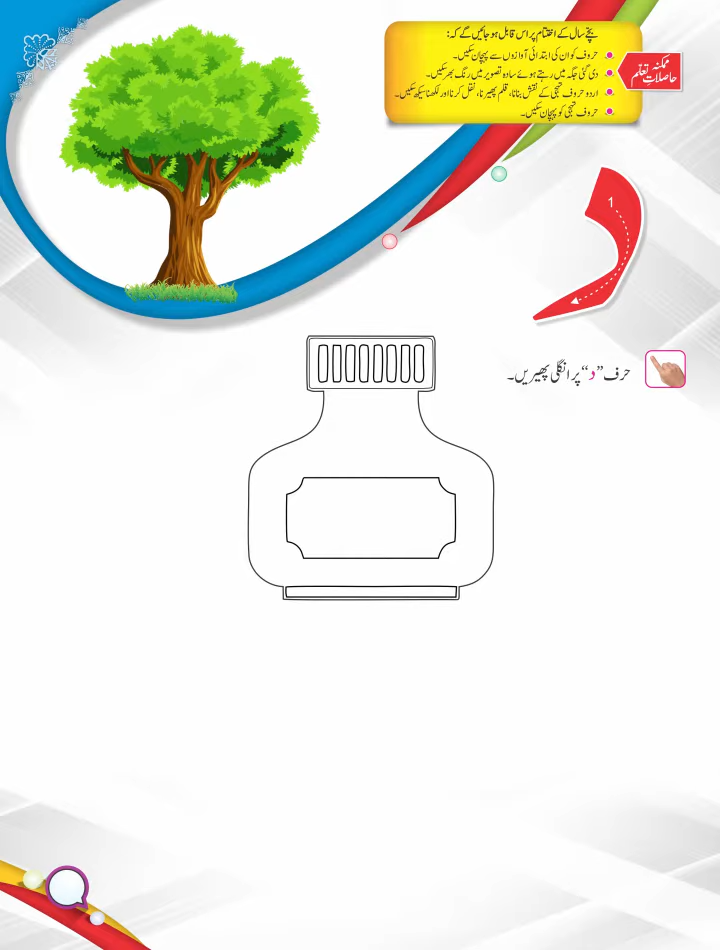 بچے سال کے اختتام پر اس قابل ہو جائیں گے کہ:
حروف کو ان کی ابتدائی آوازوں سے پہچان سکیں۔
دی گئی جگہ میں رہتے ہوئے سادہ تصویر میں رنگ بھر سکیں۔
اردو حروف تہجی کے نقش بنانا، قلم پھیرنا، نقل کرنا اور لکھنا سیکھ سکیں۔
حروف تہجی کو پہچان سکیں۔
ممکنہ
حاصلاتِ تعلّم
د
1
حرف "د" پر انگلی پھیریں۔